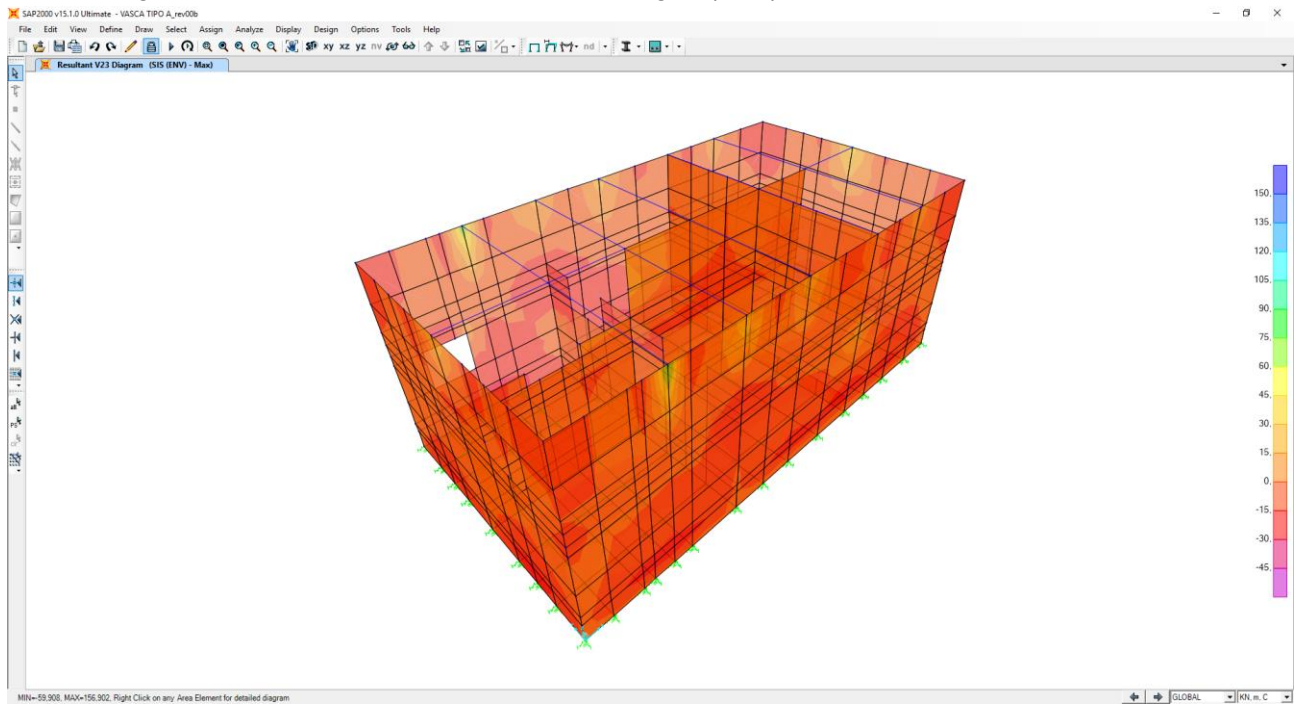 SAP2000 v15.1.0 Ultimate - VASCA TIPO A_rev00b
File Edit View Define Draw Select Assign Analyze Display Design Options Tools Help
xy xz yz nv nd
Resultant V23 Diagram (SIS (ENV) - Max)
150,
135,
120,
105,
90,
75,
60,
45,
30,
15,
0,
-15,
-30,
-45,
MIN=-59,908, MAX=156,902, Right Click on any Area Element for detailed diagram
GLOBAL
KN, m, C